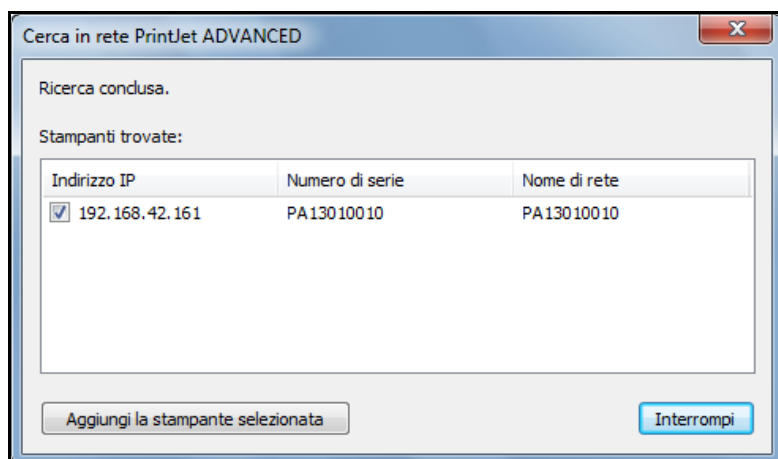 Cerca in rete PrintJet ADVANCED
Ricerca conclusa.
Stampanti trovate:
Indirizzo IP Numero di serie Nome di rete
192.168.42.161 PA13010010 PA13010010
Aggiungi la stampante selezionata Interrompi